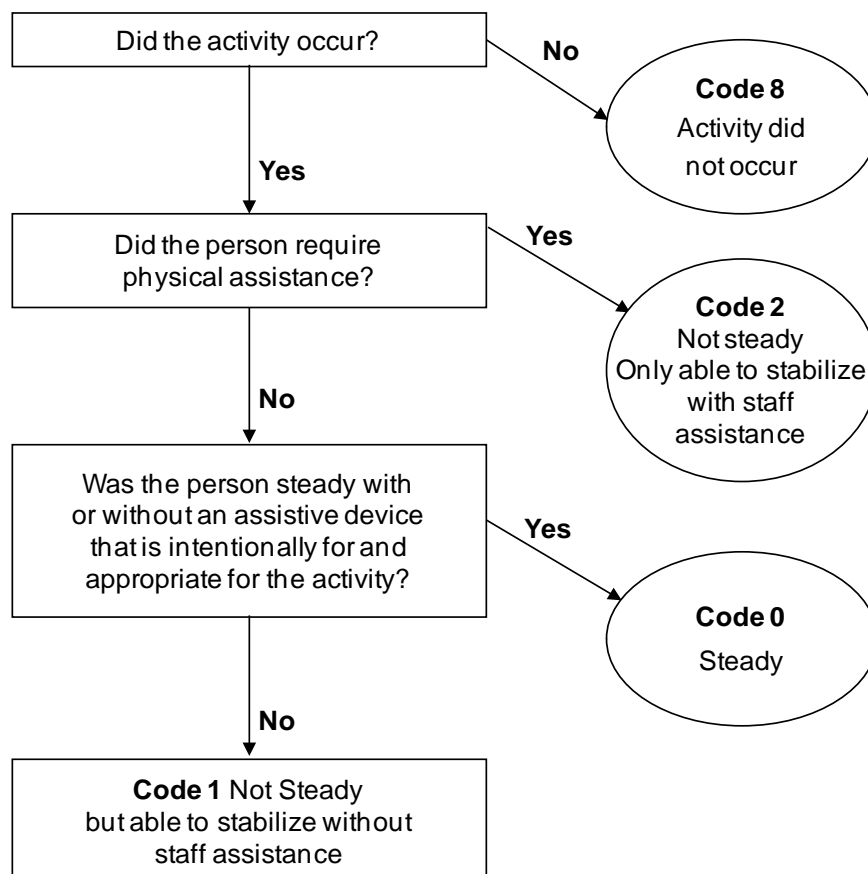 Did the activity occur?
No
Code 8
Activity did
not occur
Yes
Did the person require
physical assistance?
Yes
Code 2
Not steady
Only able to stabilize
with staff
assistance
No
Was the person steady with
or without an assistive device
that is intentionally for and
appropriate for the activity?
Yes
Code 0
Steady
No
Code 1 Not Steady
but able to stabilize without
staff assistance